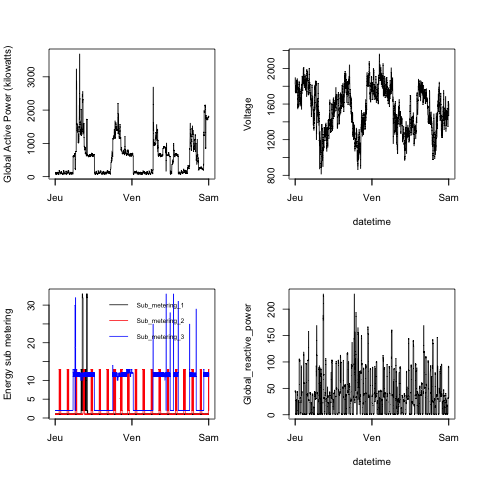 Global Active Power (kilowatts)
0 1000 2000 3000
Jeu Ven Sam
Voltage
800 1200 1600 2000
Jeu Ven Sam
datetime
Energy sub metering
0 5 10 20 30
Sub_metering_1
Sub_metering_2
Sub_metering_3
Jeu Ven Sam
Global_reactive_power
0 50 100 150 200
Jeu Ven Sam
datetime